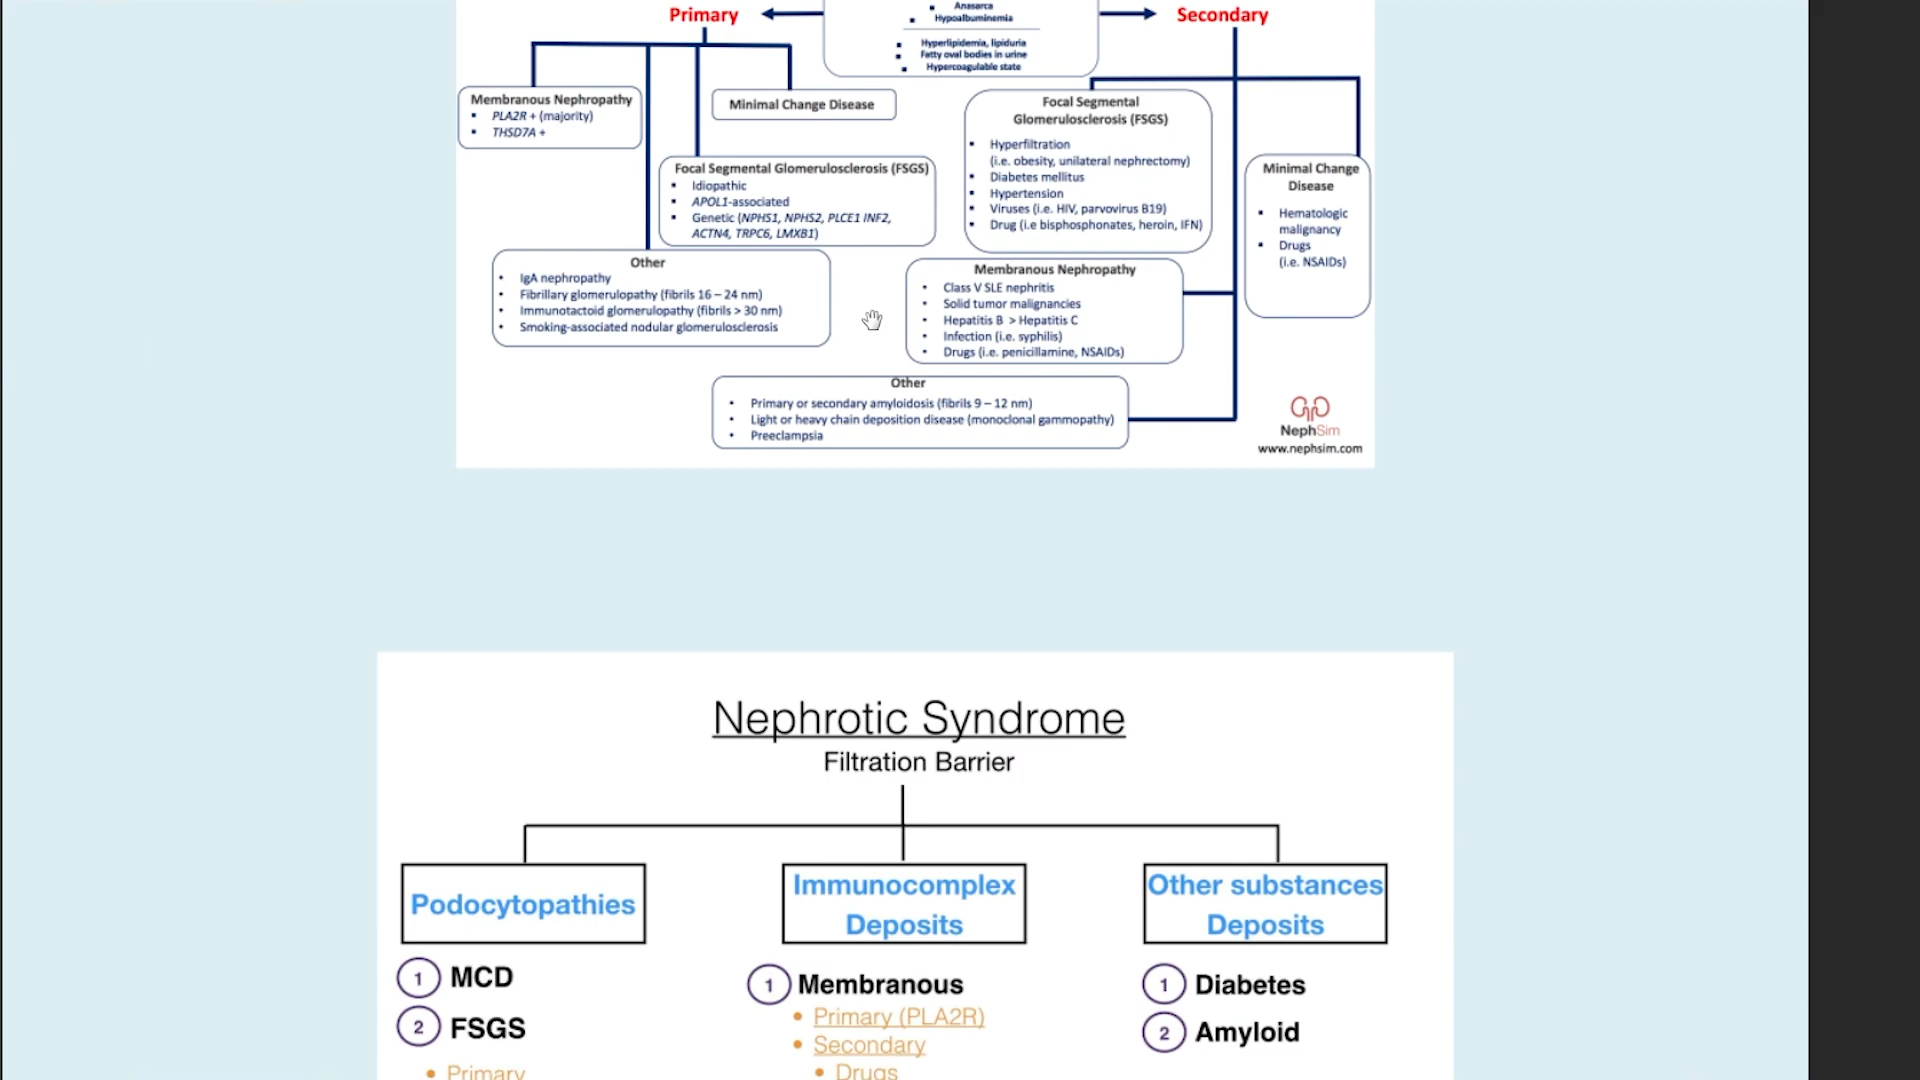 Primary
Anasarca
Hypoalbuminemia
Hyperlipidemia, lipiduria
Fatty oval bodies in urine
Hypercoagulable state
Secondary
Membranous Nephropathy
PLA2R + (majority)
THSD7A +
Minimal Change Disease
Focal Segmental Glomerulosclerosis (FSGS)
Idiopathic
APOL1-associated
Genetic (NPHS1, NPHS2, PLCE1 INF2,
ACTN4, TRPC6, LMXB1)
Other
IgA nephropathy
Fibrillary glomerulopathy (fibrils 16 – 24 nm)
Immunotactoid glomerulopathy (fibrils > 30 nm)
Smoking-associated nodular glomerulosclerosis
Focal Segmental
Glomerulosclerosis (FSGS)
Hyperfiltration
(i.e. obesity, unilateral nephrectomy)
Diabetes mellitus
Hypertension
Viruses (i.e. HIV, parvovirus B19)
Drug (i.e bisphosphonates, heroin, IFN)
Minimal Change
Disease
Hematologic
malignancy
Drugs
(i.e. NSAIDs)
Membranous Nephropathy
Class V SLE nephritis
Solid tumor malignancies
Hepatitis B > Hepatitis C
Infection (i.e. syphilis)
Drugs (i.e. penicillamine, NSAIDs)
Other
Primary or secondary amyloidosis (fibrils 9 – 12 nm)
Light or heavy chain deposition disease (monoclonal gammopathy)
Preeclampsia
NephSim
www.nephsim.com
Nephrotic Syndrome
Filtration Barrier
Podocytopathies
1 MCD
2 FSGS
Primary
Immunocomplex
Deposits
1 Membranous
Primary (PLA2R)
Secondary
Drugs
Other substances
Deposits
1 Diabetes
2 Amyloid